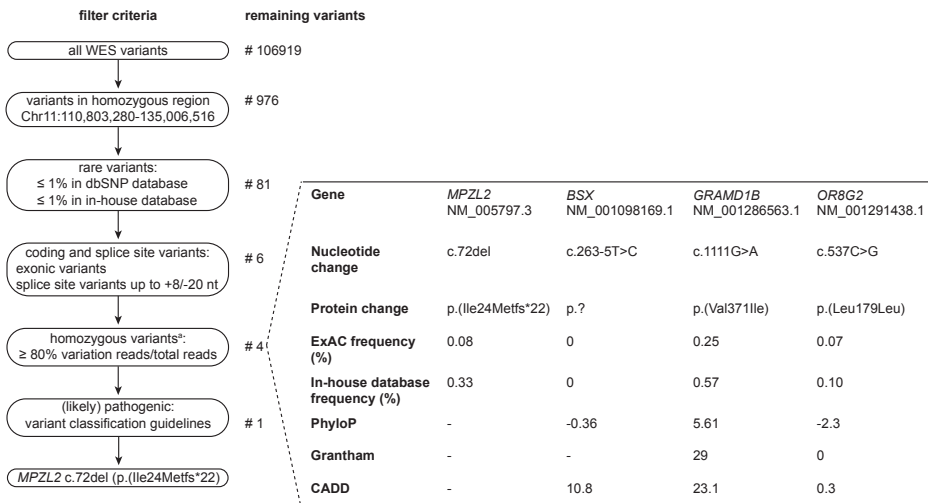 filter criteria
remaining variants
all WES variants
# 106919
variants in homozygous region
Chr11:110,803,280-135,006,516
# 976
rare variants:
≤ 1% in dbSNP database
≤ 1% in in-house database
# 81
coding and splice site variants:
exonic variants
splice site variants up to +8/-20 nt
# 6
homozygous variantsᵃ:
≥ 80% variation reads/total reads
# 4
(likely) pathogenic:
variant classification guidelines
# 1
MPZL2 c.72del (p.(Ile24Metfs*22)
Gene MPZL2 BSX GRAMD1B OR8G2
NM_005797.3 NM_001098169.1 NM_001286563.1 NM_001291438.1
Nucleotide c.72del c.263-5T>C c.1111G>A c.537C>G
change
Protein change p.(Ile24Metfs*22) p.? p.(Val371Ile) p.(Leu179Leu)
ExAC frequency 0.08 0 0.25 0.07
(%)
In-house database 0.33 0 0.57 0.10
frequency (%)
PhyloP - -0.36 5.61 -2.3
Grantham - - 29 0
CADD - 10.8 23.1 0.3